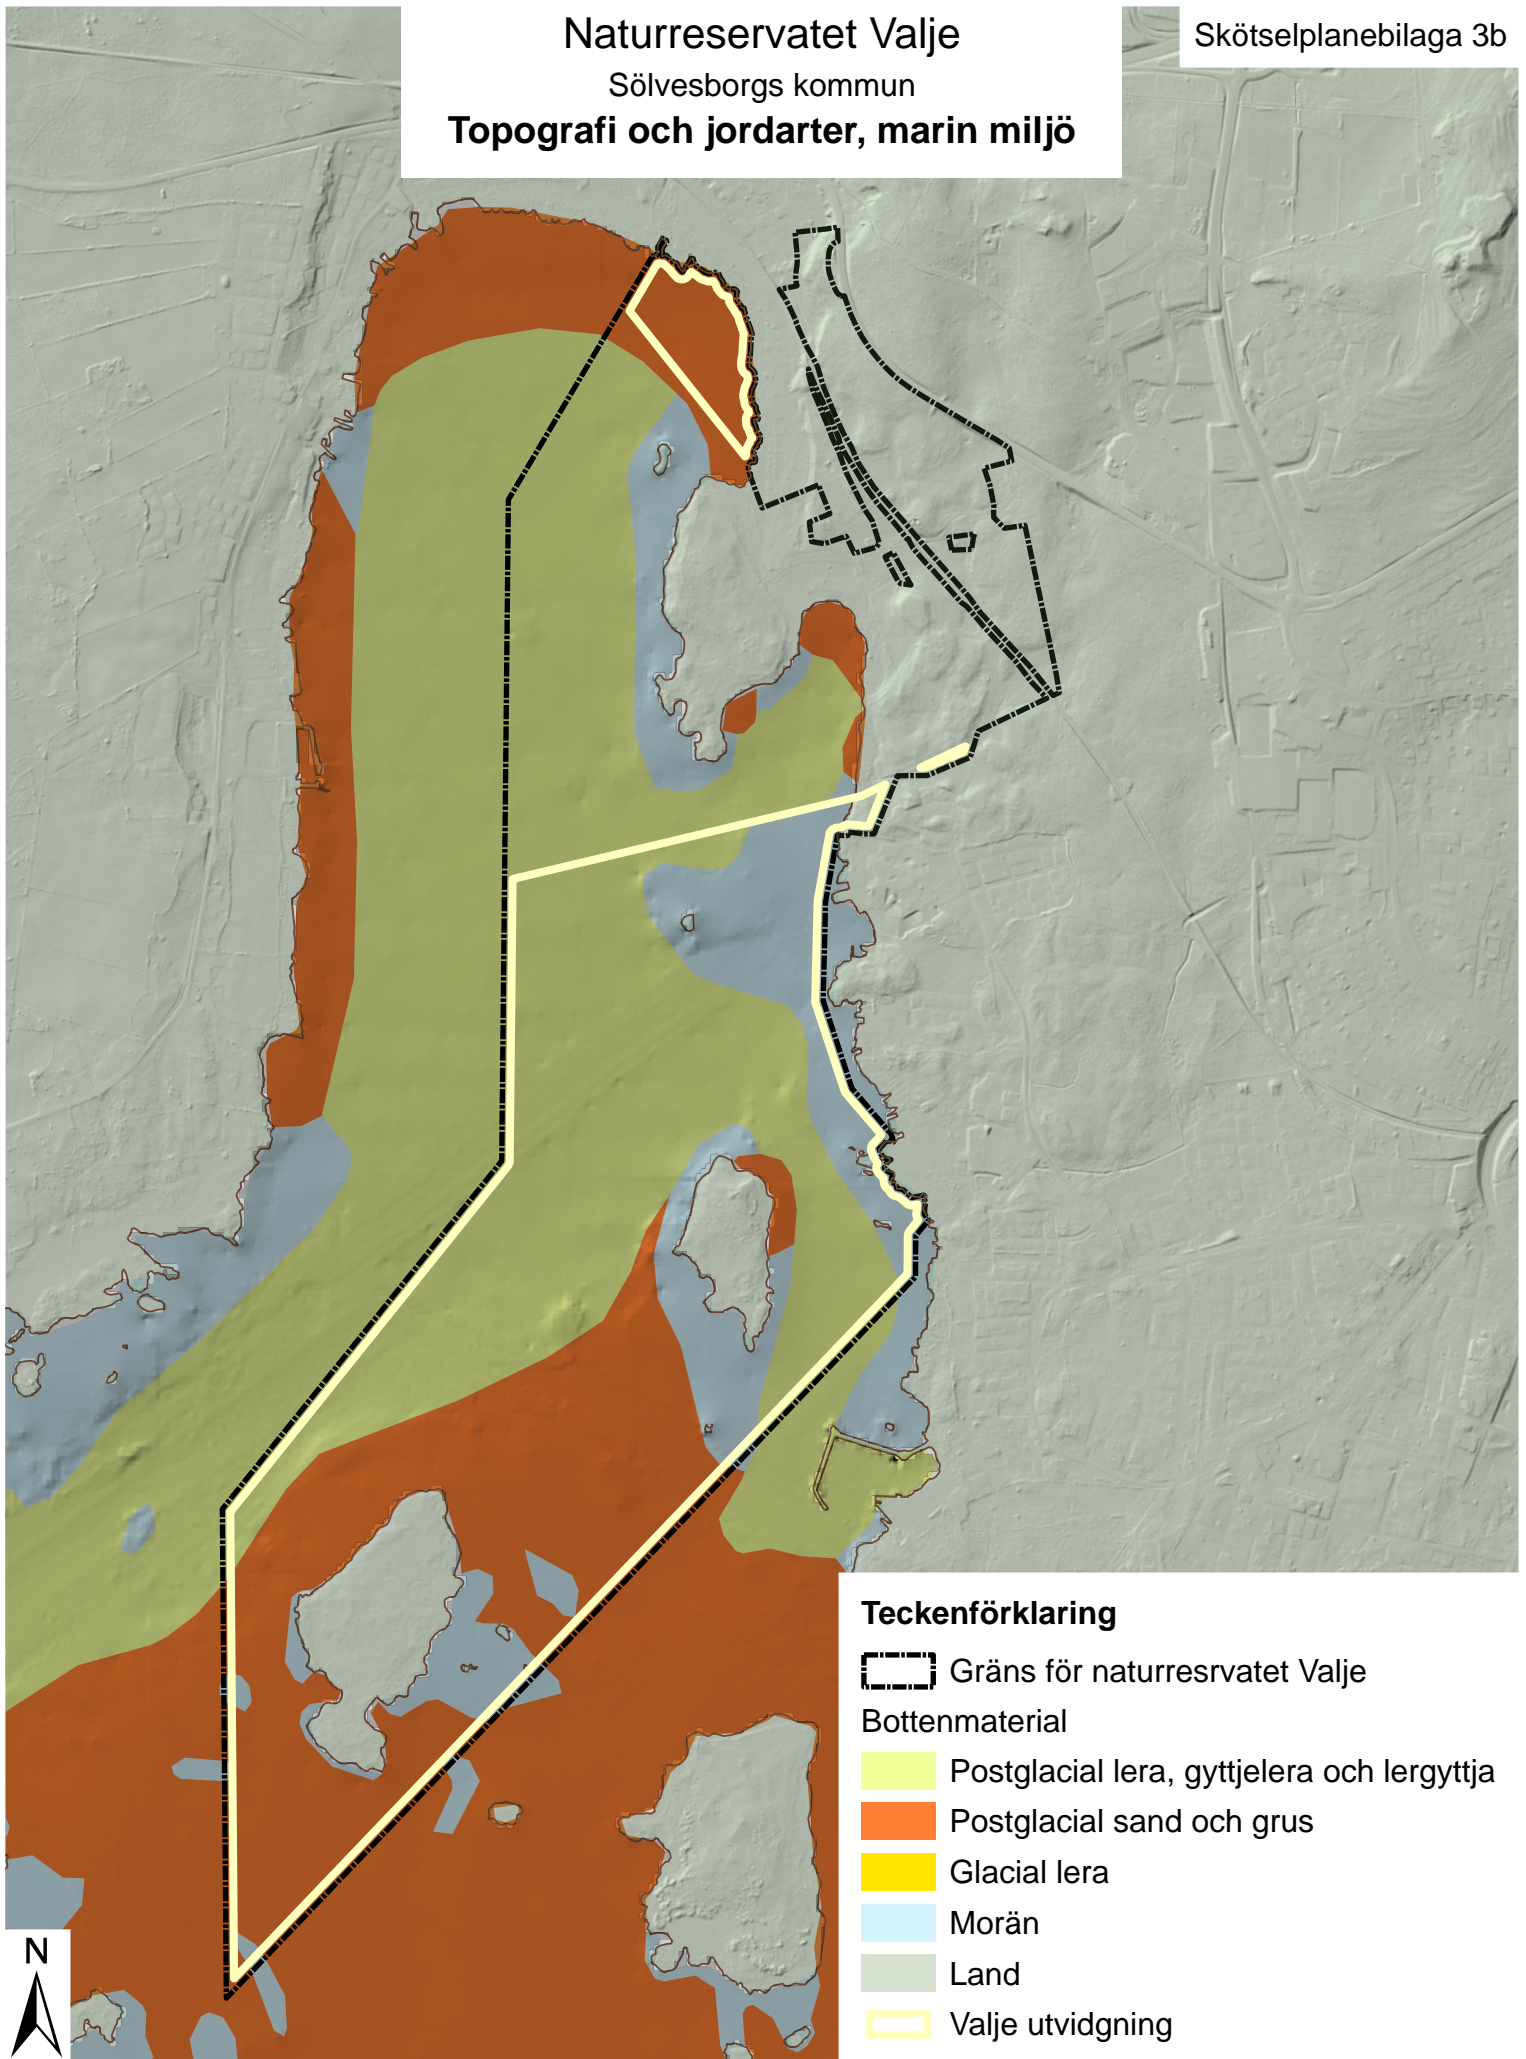 Naturreservatet Valje
Sölvesborgs kommun
Topografi och jordarter, marin miljö
Skötselplanebilaga 3b
Teckenförklaring
Gräns för naturresrvatet Valje
Bottenmaterial
Postglacial lera, gyttjelera och lergyttja
Postglacial sand och grus
Glacial lera
Morän
Land
Valje utvidgning
N